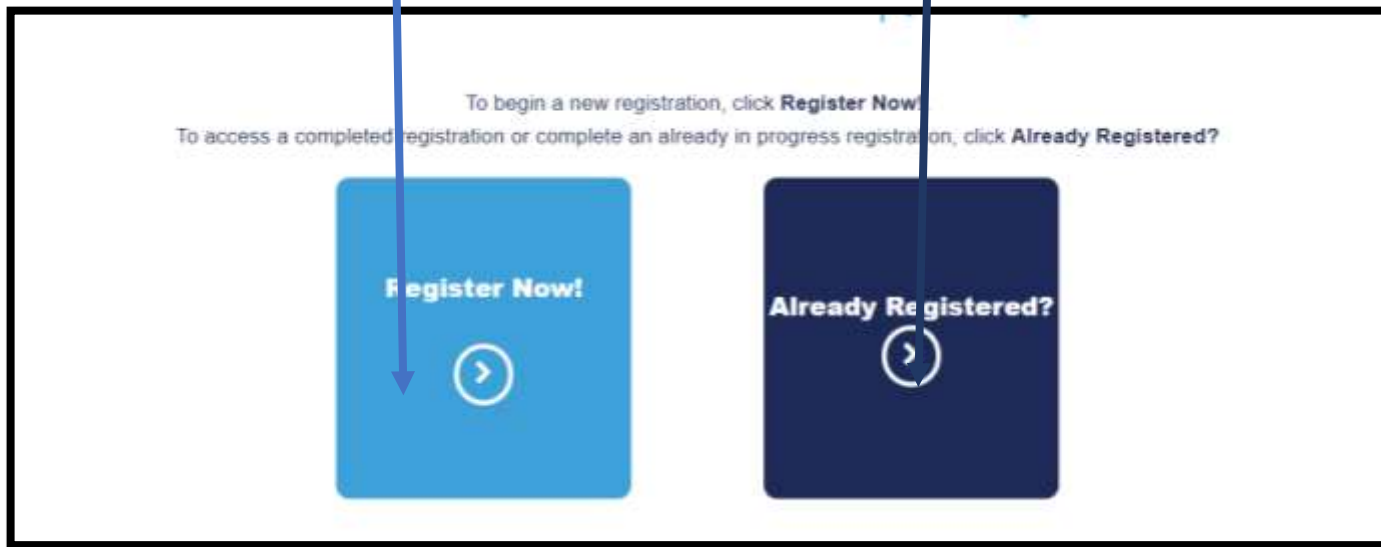 To begin a new registration, click Register Now!
To access a completed registration or complete an already in progress registration, click Already Registered?
Register Now!
Already Registered?